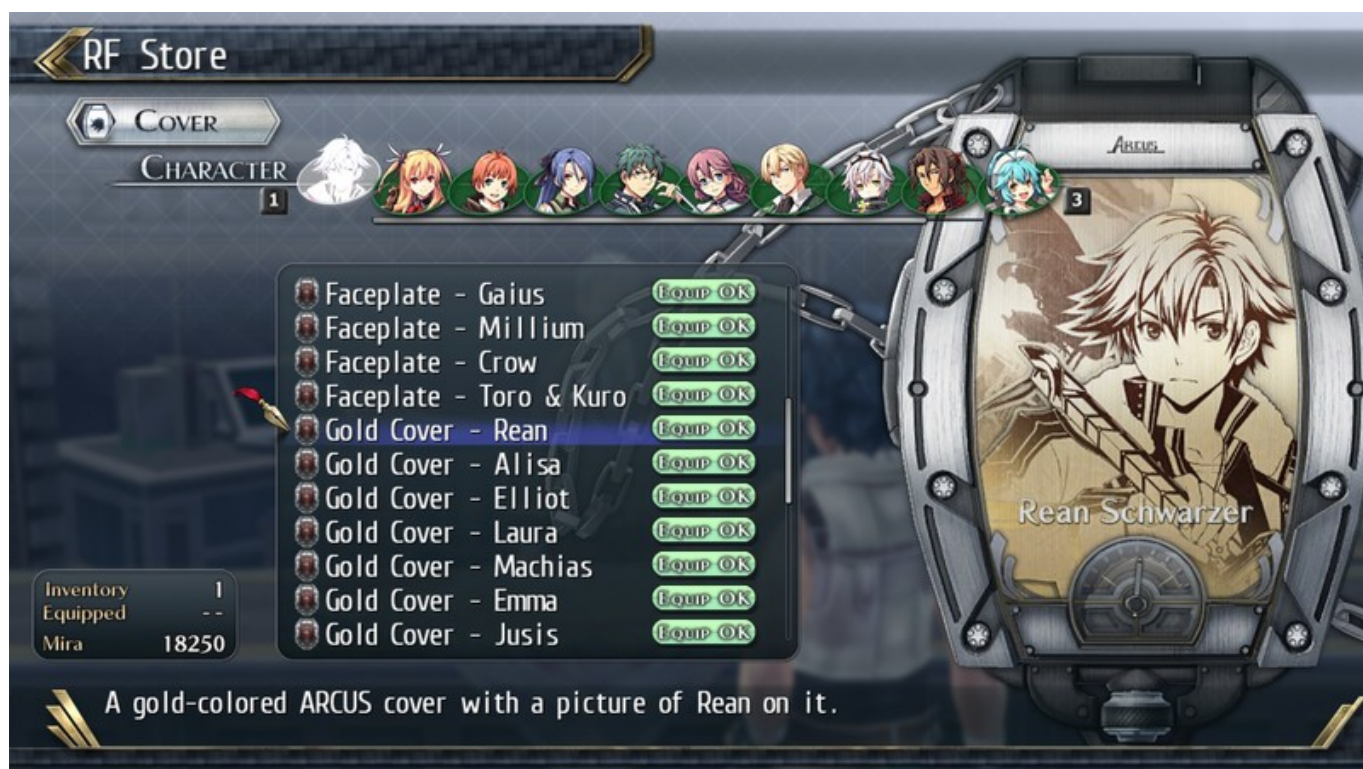 RF Store
COVER
CHARACTER
1
3
ARCUS
Faceplate - Gaius EQUIP OK
Faceplate - Millium EQUIP OK
Faceplate - Crow EQUIP OK
Faceplate - Toro & Kuro EQUIP OK
Gold Cover - Rean EQUIP OK
Gold Cover - Alisa EQUIP OK
Gold Cover - Elliot EQUIP OK
Gold Cover - Laura EQUIP OK
Gold Cover - Machias EQUIP OK
Gold Cover - Emma EQUIP OK
Gold Cover - Jusis EQUIP OK
Rean Schwarzer
Inventory 1
Equipped --
Mira 18250
A gold-colored ARCUS cover with a picture of Rean on it.